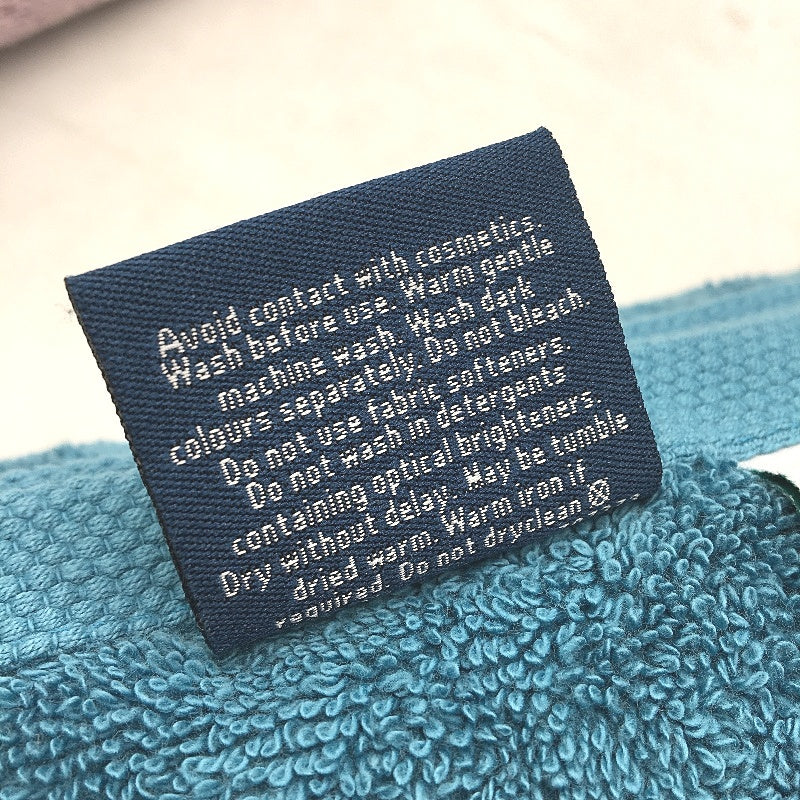 Avoid contact with cosmetics.
Wash before use. Warm gentle
machine wash. Wash dark
colours separately. Do not bleach.
Do not use fabric softeners.
Do not wash in detergents
containing optical brighteners.
Dry without delay. May be tumble
dried warm. Warm iron if
required. Do not dryclean